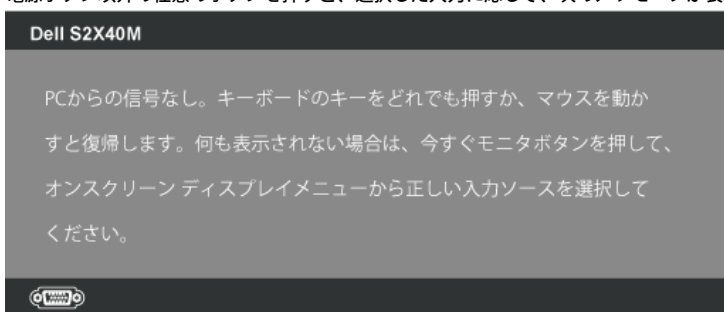 Dell S2X40M
PCからの信号なし。キーボードのキーをどれでも押すか、マウスを動か
すと復帰します。何も表示されない場合は、今すぐモニタボタンを押して、
オンスクリーン ディスプレイメニューから正しい入力ソースを選択して
ください。